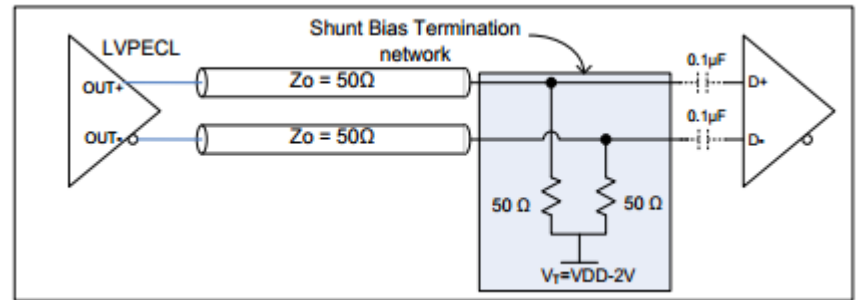 Shunt Bias Termination
network
LVPECL
0.1µF
OUT+
Zo = 50Ω
D+
0.1µF
OUT-
Zo = 50Ω
D-
50 Ω
50 Ω
VT=VDD-2V